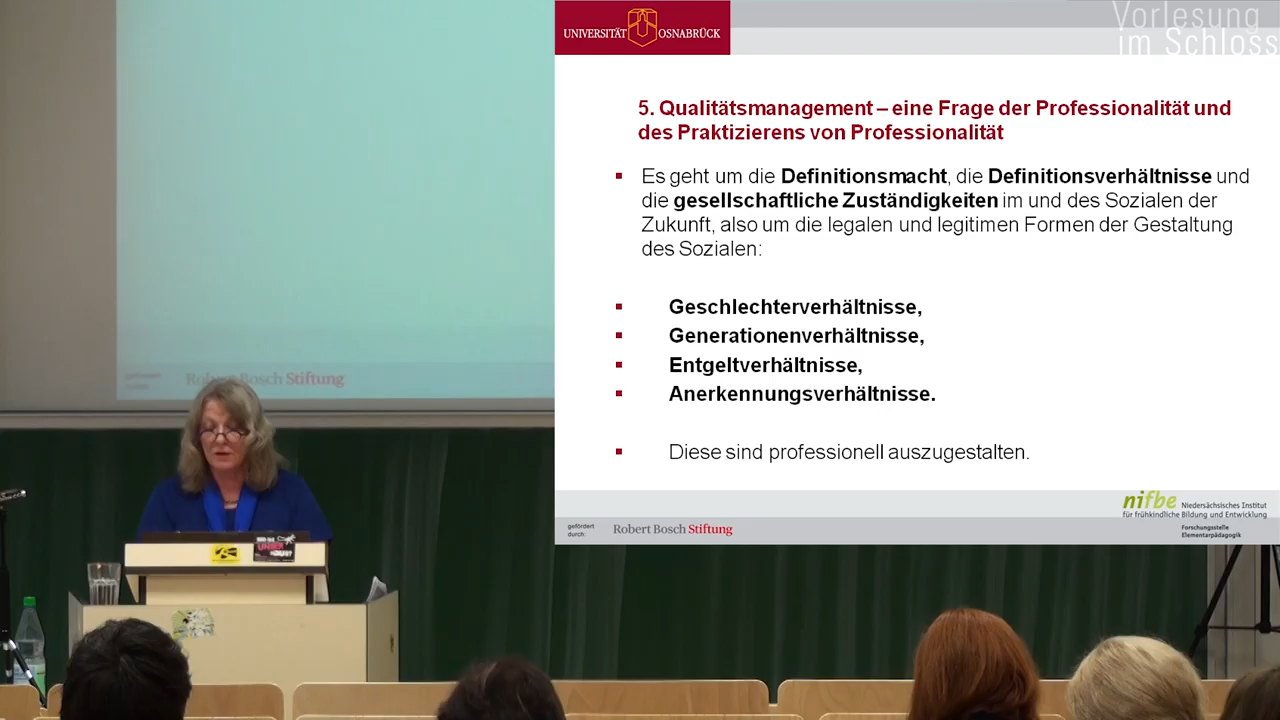 UNIVERSITÄT OSNABRÜCK
Vorlesung
im Schloss
5. Qualitätsmanagement – eine Frage der Professionalität und
des Praktizierens von Professionalität
Es geht um die Definitionsmacht, die Definitionsverhältnisse und
die gesellschaftliche Zuständigkeiten im und des Sozialen der
Zukunft, also um die legalen und legitimen Formen der Gestaltung
des Sozialen:
Geschlechterverhältnisse,
Generationenverhältnisse,
Entgeltverhältnisse,
Anerkennungsverhältnisse.
Diese sind professionell auszugestalten.
nifbe Niedersächsisches Institut
für frühkindliche Bildung und Entwicklung
Forschungsstelle
Elementarpädagogik
gefördert
durch:
Robert Bosch Stiftung
Robert Bosch Stiftung
UNSER